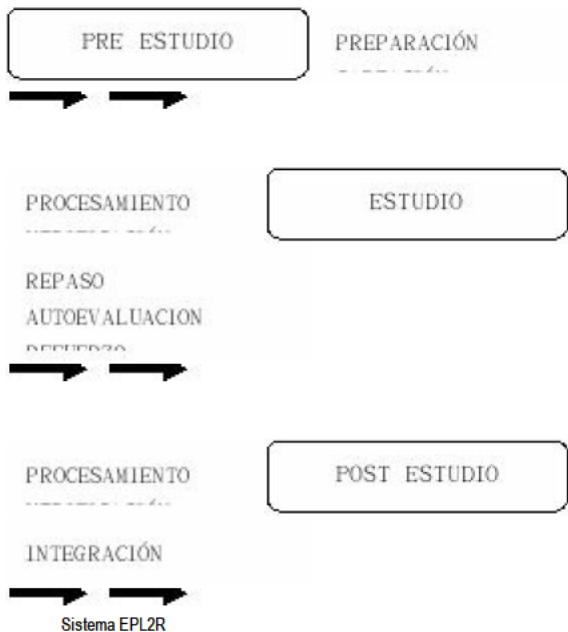 PRE ESTUDIO
PREPARACIÓN
PROCESAMIENTO
ESTUDIO
REPASO
AUTOEVALUACION
PROCESAMIENTO
POST ESTUDIO
INTEGRACIÓN
Sistema EPL2R